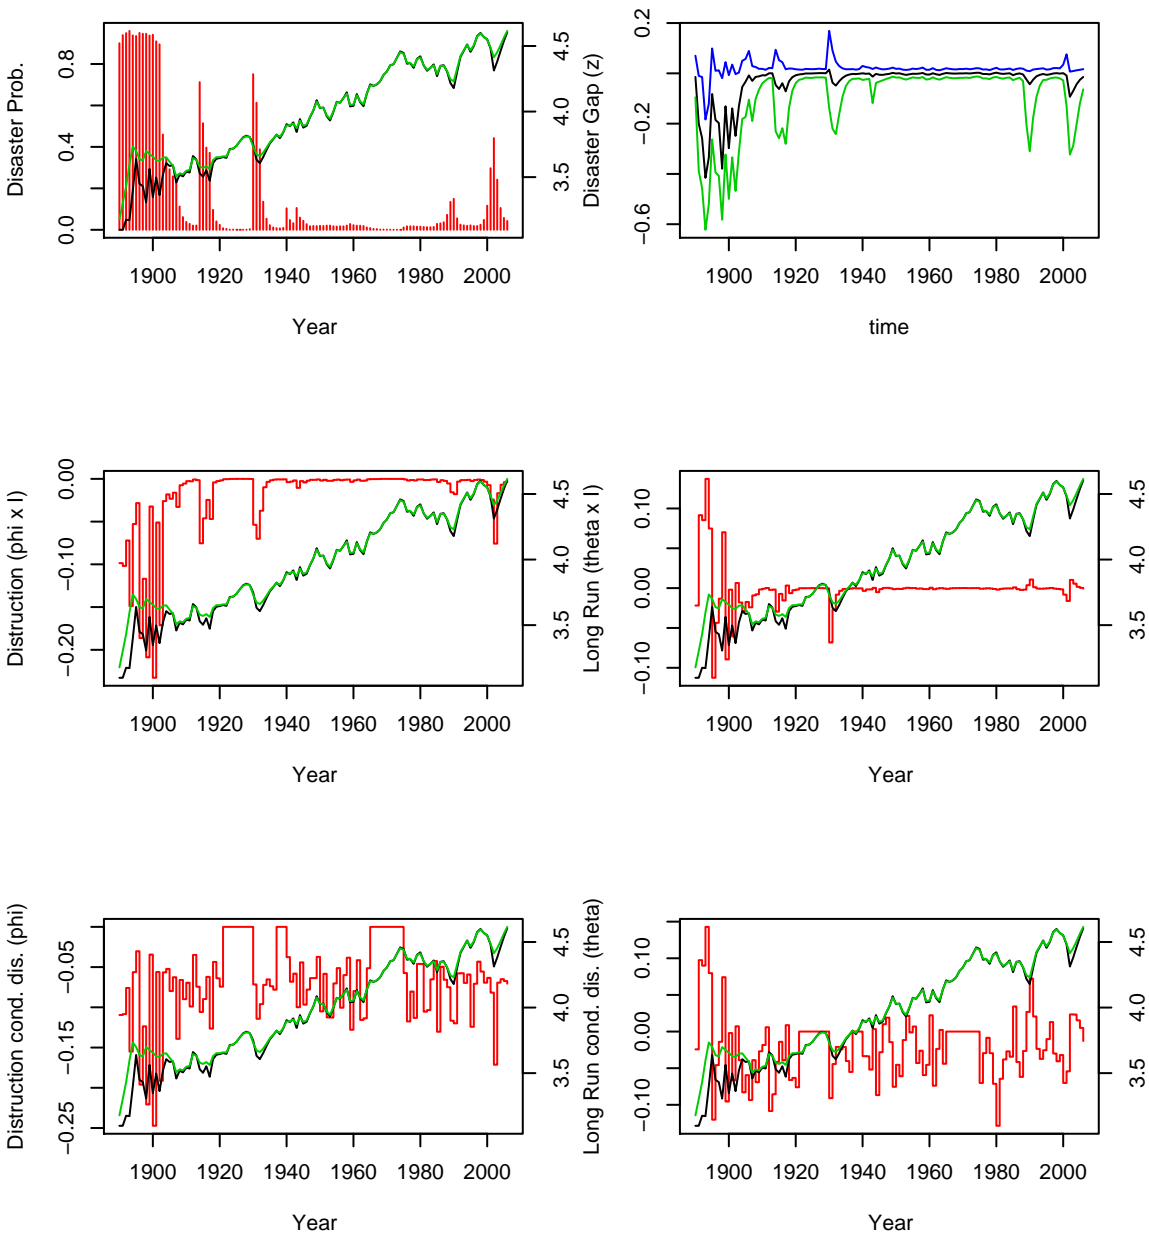 Disaster Prob.
0.0 0.4 0.8
3.5 4.0 4.5
1900 1920 1940 1960 1980 2000
Year
Disaster Gap (z)
−0.6 −0.2 0.2
1900 1920 1940 1960 1980 2000
time
Distruction (phi x I)
−0.20 −0.10 0.00
3.5 4.0 4.5
1900 1920 1940 1960 1980 2000
Year
Long Run (theta x I)
−0.10 0.00 0.10
3.5 4.0 4.5
1900 1920 1940 1960 1980 2000
Year
Distruction cond. dis. (phi)
−0.25 −0.15 −0.05
3.5 4.0 4.5
1900 1920 1940 1960 1980 2000
Year
Long Run cond. dis. (theta)
−0.10 0.00 0.10
3.5 4.0 4.5
1900 1920 1940 1960 1980 2000
Year